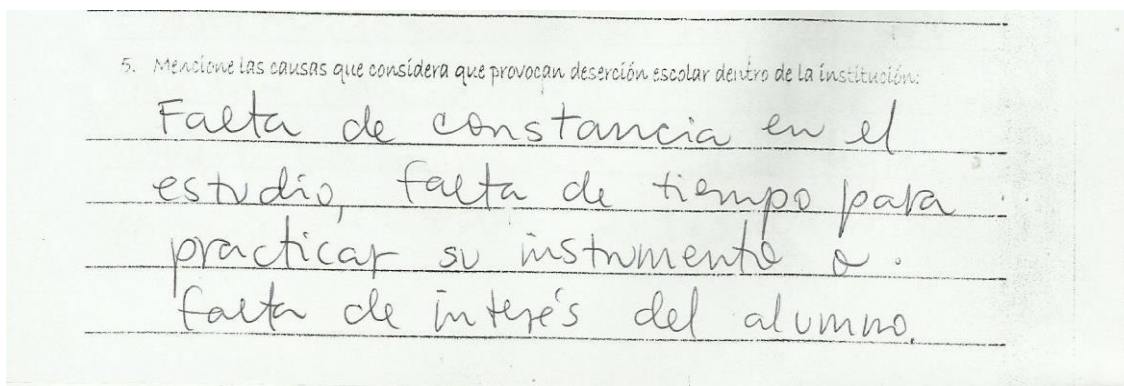 5. Mencione las causas que considera que provocan deserción escolar dentro de la institución:
Falta de constancia en el
estudio, falta de tiempo para
practicar su instrumento o
falta de interés del alumno.